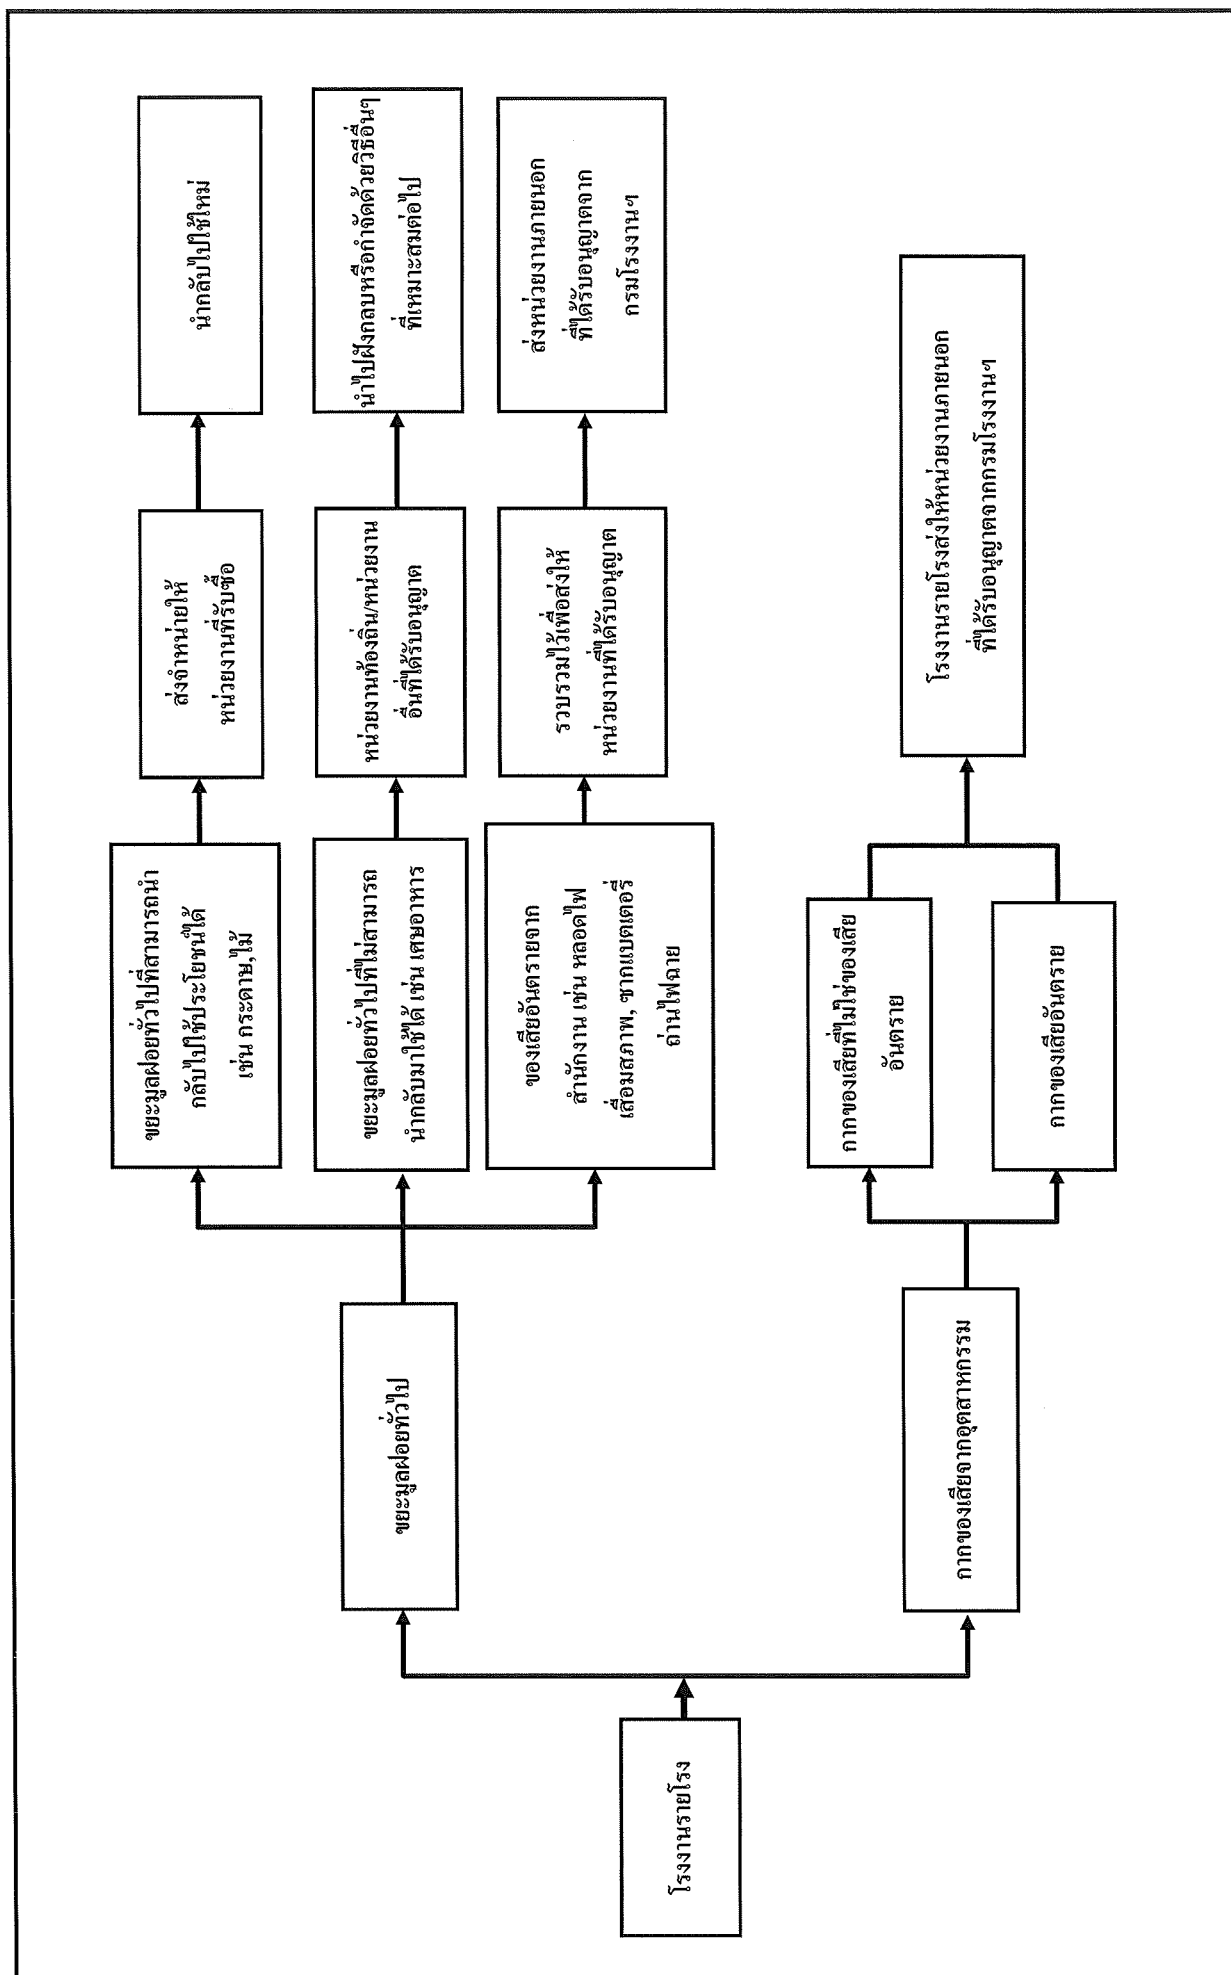 โรงงานรายโรง
ขยะมูลฝอยทั่วไป
ขยะมูลฝอยทั่วไปที่สามารถนำ
กลับไปใช้ประโยชน์ได้
เช่น กระดาษ,ไม้
ส่งจำหน่ายให้
หน่วยงานที่รับซื้อ
นำกลับไปใช้ใหม่
ขยะมูลฝอยทั่วไปที่ไม่สามารถ
นำกลับมาใช้ได้ เช่น เศษอาหาร
หน่วยงานท้องถิ่น/หน่วยงาน
อื่นที่ได้รับอนุญาต
นำไปฝังกลบหรือกำจัดด้วยวิธีอื่นๆ
ที่เหมาะสมต่อไป
ของเสียอันตรายจาก
สำนักงาน เช่น หลอดไฟ
เสื่อมสภาพ, ซากแบตเตอรี่
ถ่านไฟฉาย
รวบรวมไว้เพื่อส่งให้
หน่วยงานที่ได้รับอนุญาต
ส่งหน่วยงานภายนอก
ที่ได้รับอนุญาตจาก
กรมโรงงานฯ
กากของเสียจากอุตสาหกรรม
กากของเสียที่ไม่ใช่ของเสีย
อันตราย
กากของเสียอันตราย
โรงงานรายโรงส่งให้หน่วยงานภายนอก
ที่ได้รับอนุญาตจากกรมโรงงานฯ